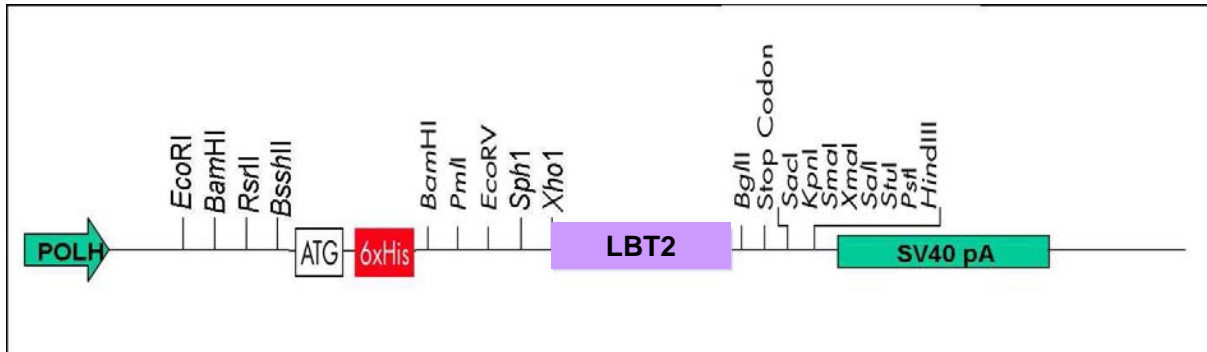 EcoRI
BamHI
RsrII
BsshII
BamHI
PmlI
EcoRV
Sph1
Xho1
BglII
Stop Codon
SacI
KpnI
SmaI
XmaI
SalI
StuI
PstI
HindIII
POLH
ATG
6xHis
LBT2
SV40 pA